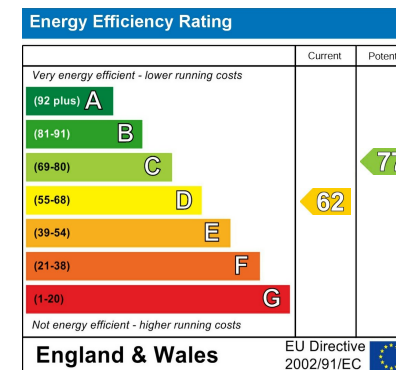 Energy Efficiency Rating
Current
Very energy efficient - lower running costs
(92 plus) A
(81-91) B
(69-80) C
77
(55-68) D
62
(39-54) E
(21-38) F
(1-20) G
Not energy efficient - higher running costs
England & Wales
EU Directive
2002/91/EC